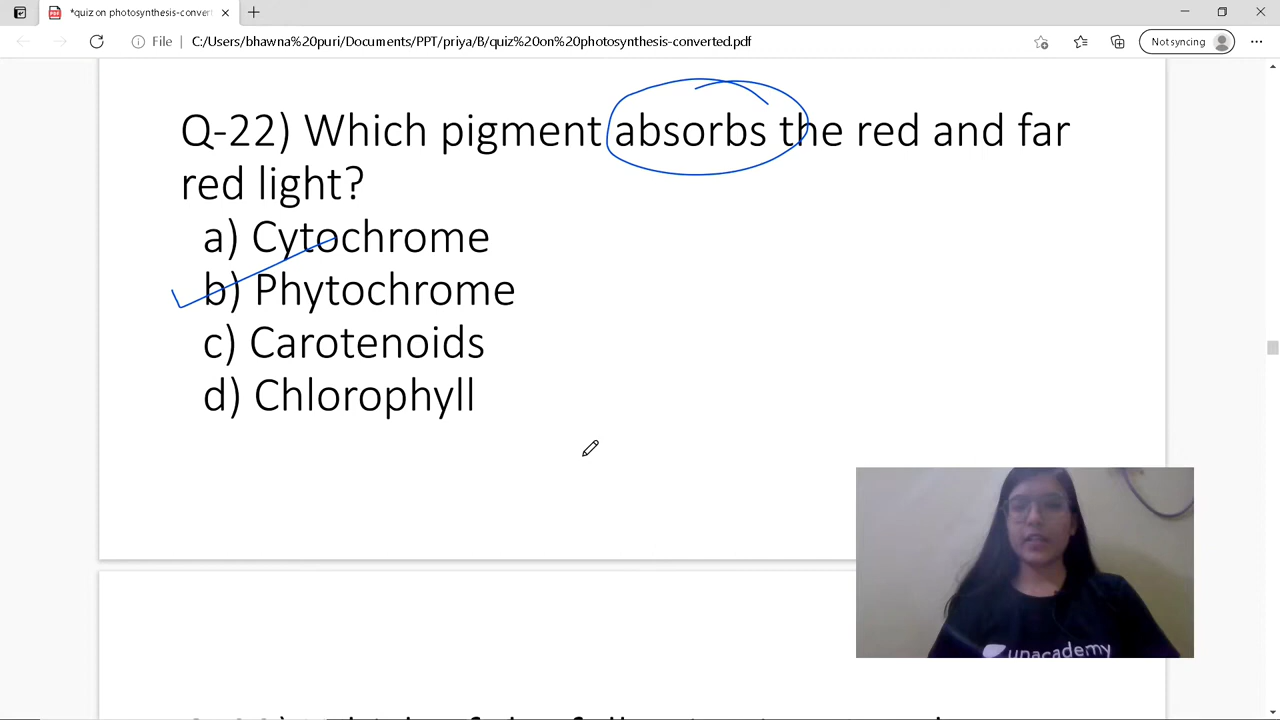 *quiz on photosynthesis-convert
File
C:/Users/bhawna%20puri/Documents/PPT/priya/B/quiz%20on%20photosynthesis-converted.pdf
Not syncing
Q-22) Which pigment absorbs the red and far
red light?
a) Cytochrome
b) Phytochrome
c) Carotenoids
d) Chlorophyll
unacademy